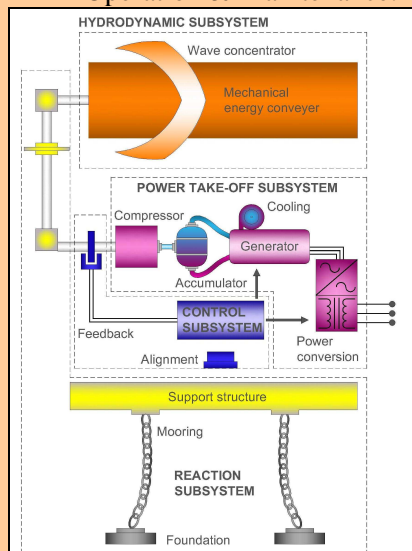 HYDRODYNAMIC SUBSYSTEM
Wave concentrator
Mechanical
energy conveyer
POWER TAKE-OFF SUBSYSTEM
Compressor
Cooling
Generator
Accumulator
CONTROL
SUBSYSTEM
Feedback
Power
conversion
Alignment
Support structure
Mooring
REACTION
SUBSYSTEM
Foundation